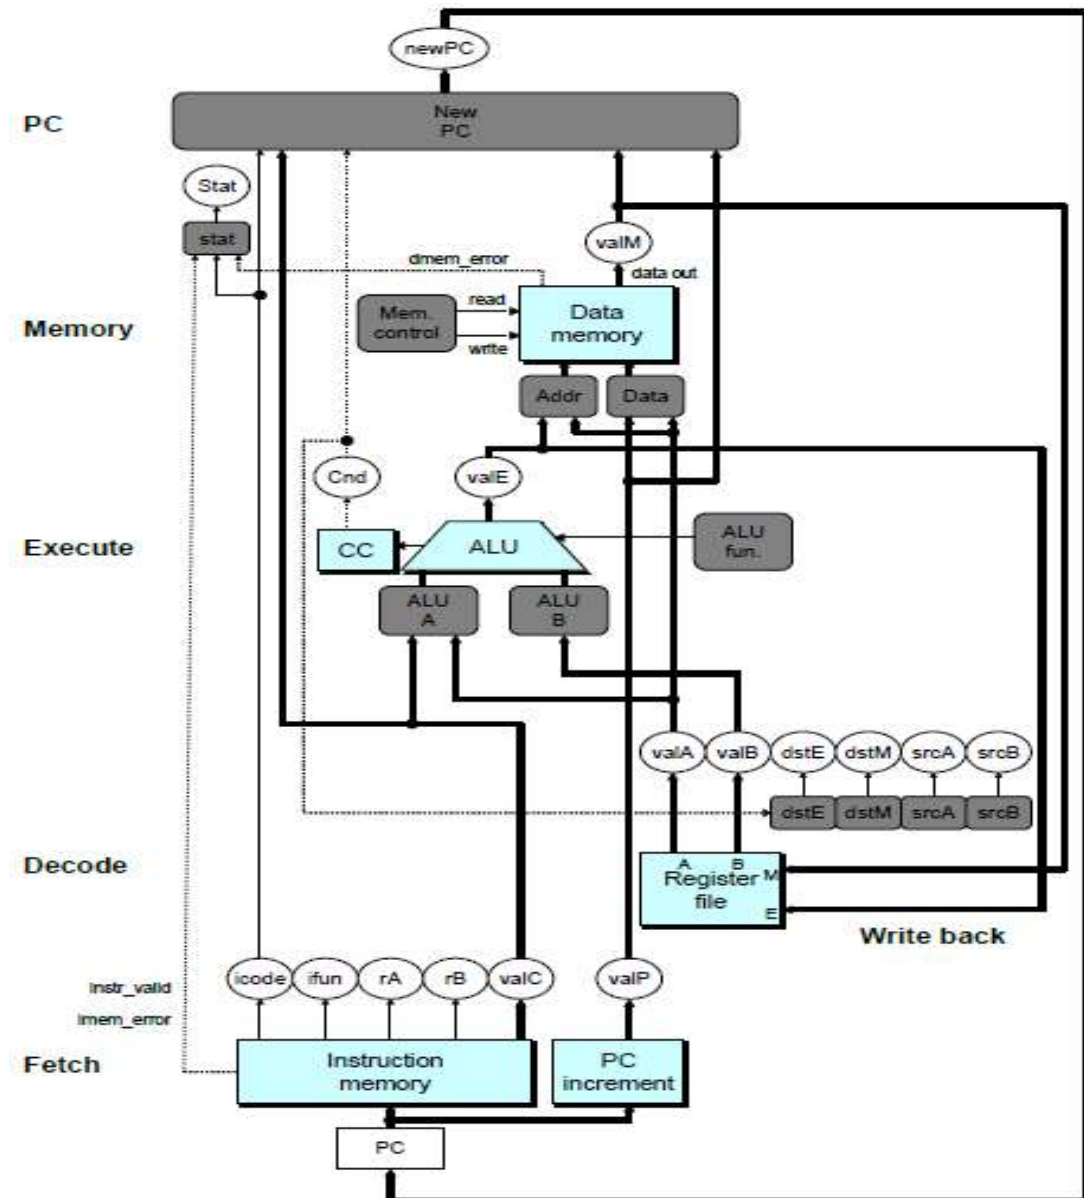 newPC
PC
New
PC
Stat
stat
valM
dmem_error
data out
Memory
Mem.
control
read
write
Data
memory
Addr
Data
Cnd
valE
Execute
CC
ALU
ALU
fun.
ALU
A
ALU
B
valA
valB
dstE
dstM
srcA
srcB
dstE
dstM
srcA
srcB
Decode
A
B
M
Register
file
E
Write back
icode
ifun
rA
rB
valC
valP
Instr_valid
Imem_error
Fetch
Instruction
memory
PC
increment
PC